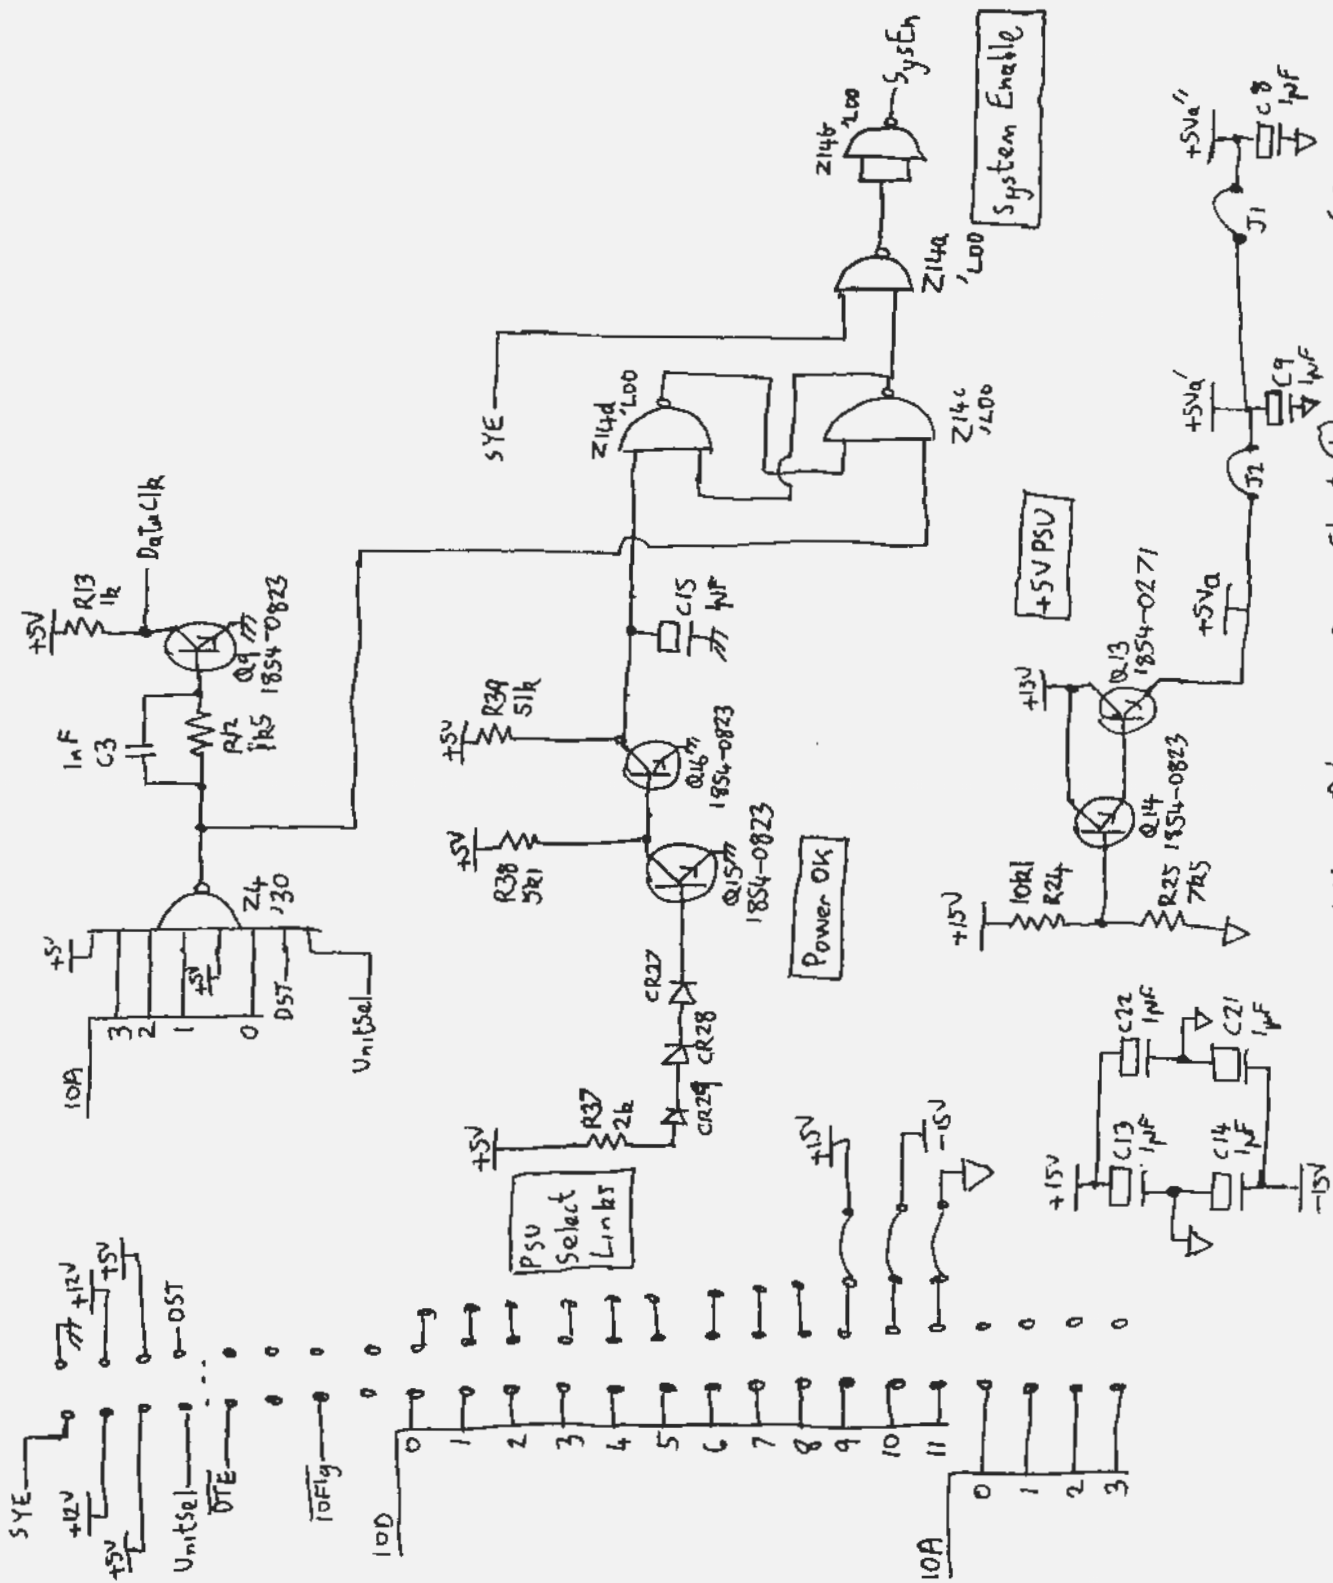 SYE
+12V
+5V
UnitSel
DTE
IOFlg
IOD
0
1
2
3
4
5
6
7
8
9
10
11
IOA
0
1
2
3
+12V
+5V
DST
PSU
Select
Links
+15V
-15V
IOA
3
2
1
0
+5V
+5V
DST
UnitSel
Z4
'30
1nF
C3
R12
1k5
+5V
R13
1k
DataClk
Q9
1854-0823
+5V
R37
2k
CR29
CR28
CR27
+5V
R38
5k1
Q15
1854-0823
+5V
R39
51k
Q16
1854-0823
C15
1µF
Power OK
SYE
Z14d
'L00
Z14c
'L00
Z14a
'L00
Z14b
'L00
SysEn
System Enable
+15V
C13
1µF
C22
1µF
C14
1µF
C21
1µF
-15V
+15V
10k1
R24
R25
7k5
Q14
1854-0823
+13V
Q13
1854-0271
+5V PSU
+5Va
J2
+5Va'
C9
1µF
J1
+5Va"
C8
1µF